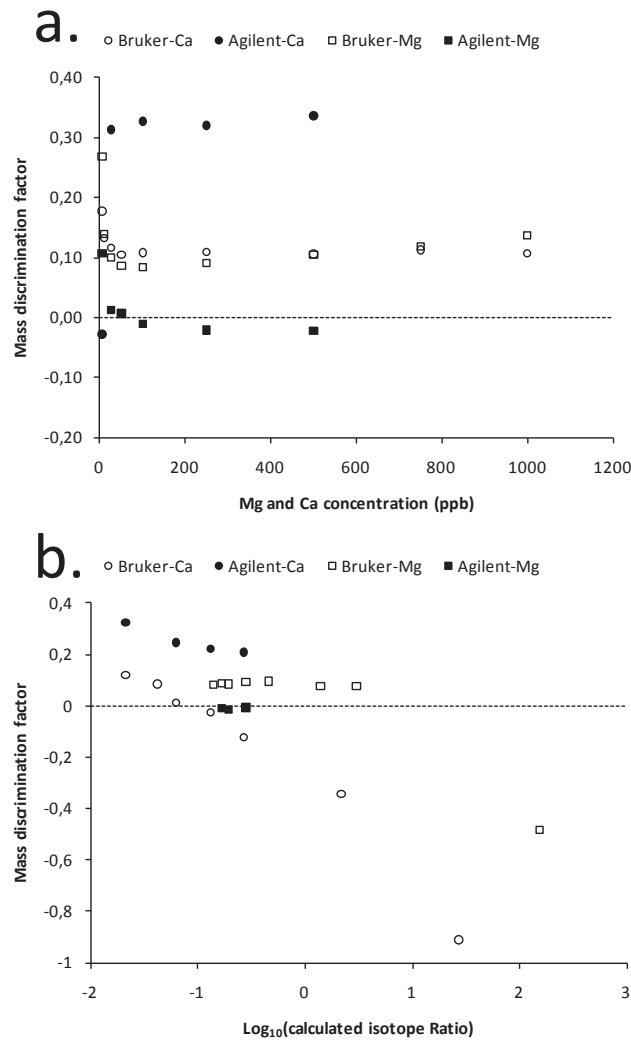 a.
Bruker-Ca Agilent-Ca Bruker-Mg Agilent-Mg
0,40
0,30
0,20
0,10
0,00
-0,10
-0,20
Mass discrimination factor
0 200 400 600 800 1000 1200
Mg and Ca concentration (ppb)
b.
Bruker-Ca Agilent-Ca Bruker-Mg Agilent-Mg
0,4
0,2
0
-0,2
-0,4
-0,6
-0,8
-1
Mass discrimination factor
-2 -1 0 1 2 3
Log₁₀(calculated isotope Ratio)